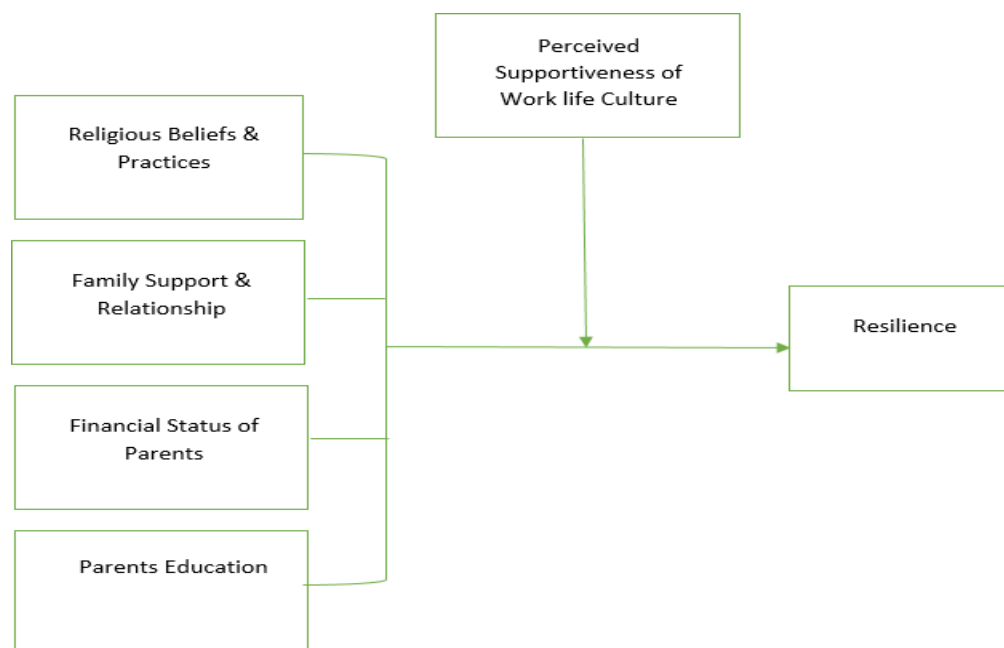 Perceived
Supportiveness of
Work life Culture
Religious Beliefs &
Practices
Family Support &
Relationship
Resilience
Financial Status of
Parents
Parents Education